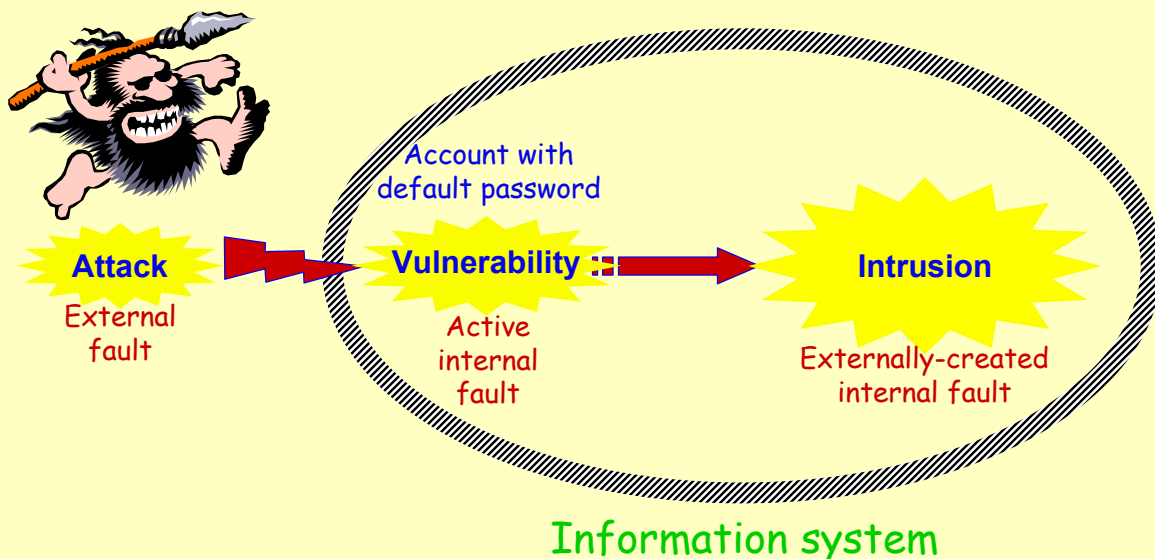 Account with
default password
Attack
Vulnerability
Intrusion
External
fault
Active
internal
fault
Externally-created
internal fault
Information system